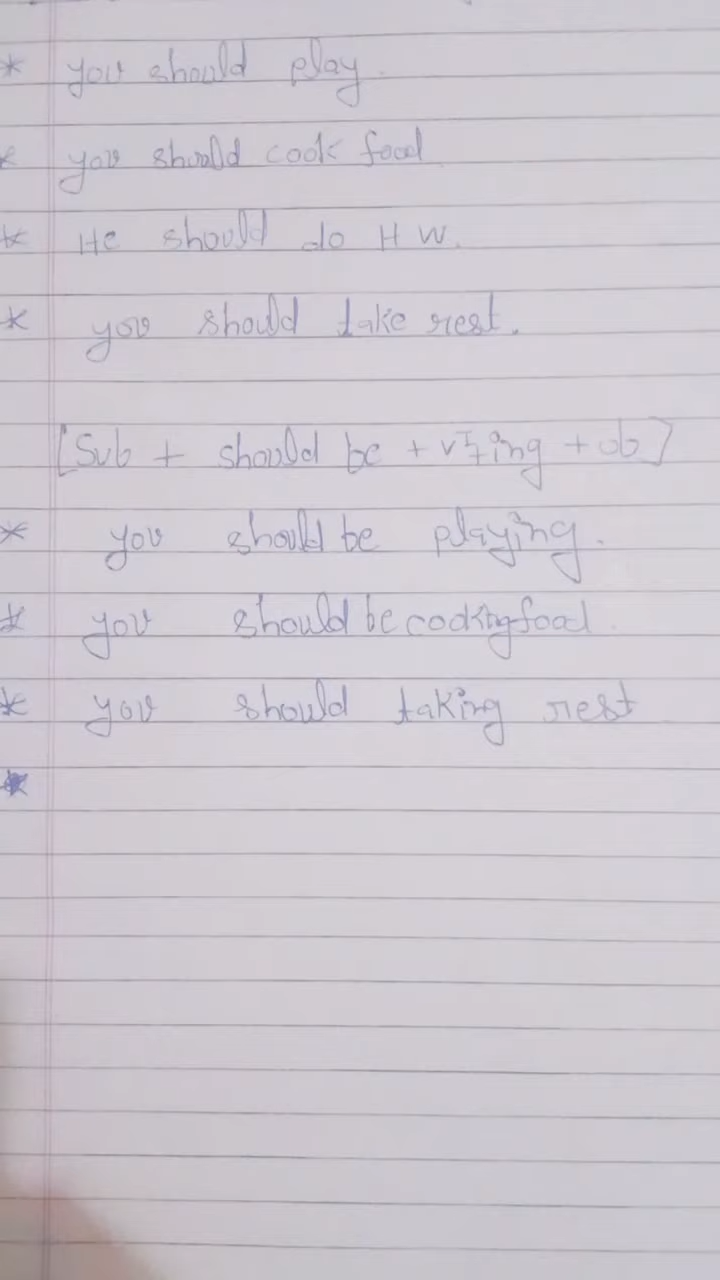 * you should play.
* you should cook food
* He should do H W.
* you should take rest.
[Sub + should be + vI+ing + ob]
* you should be playing.
* you should be cooking food.
* you should taking rest
*